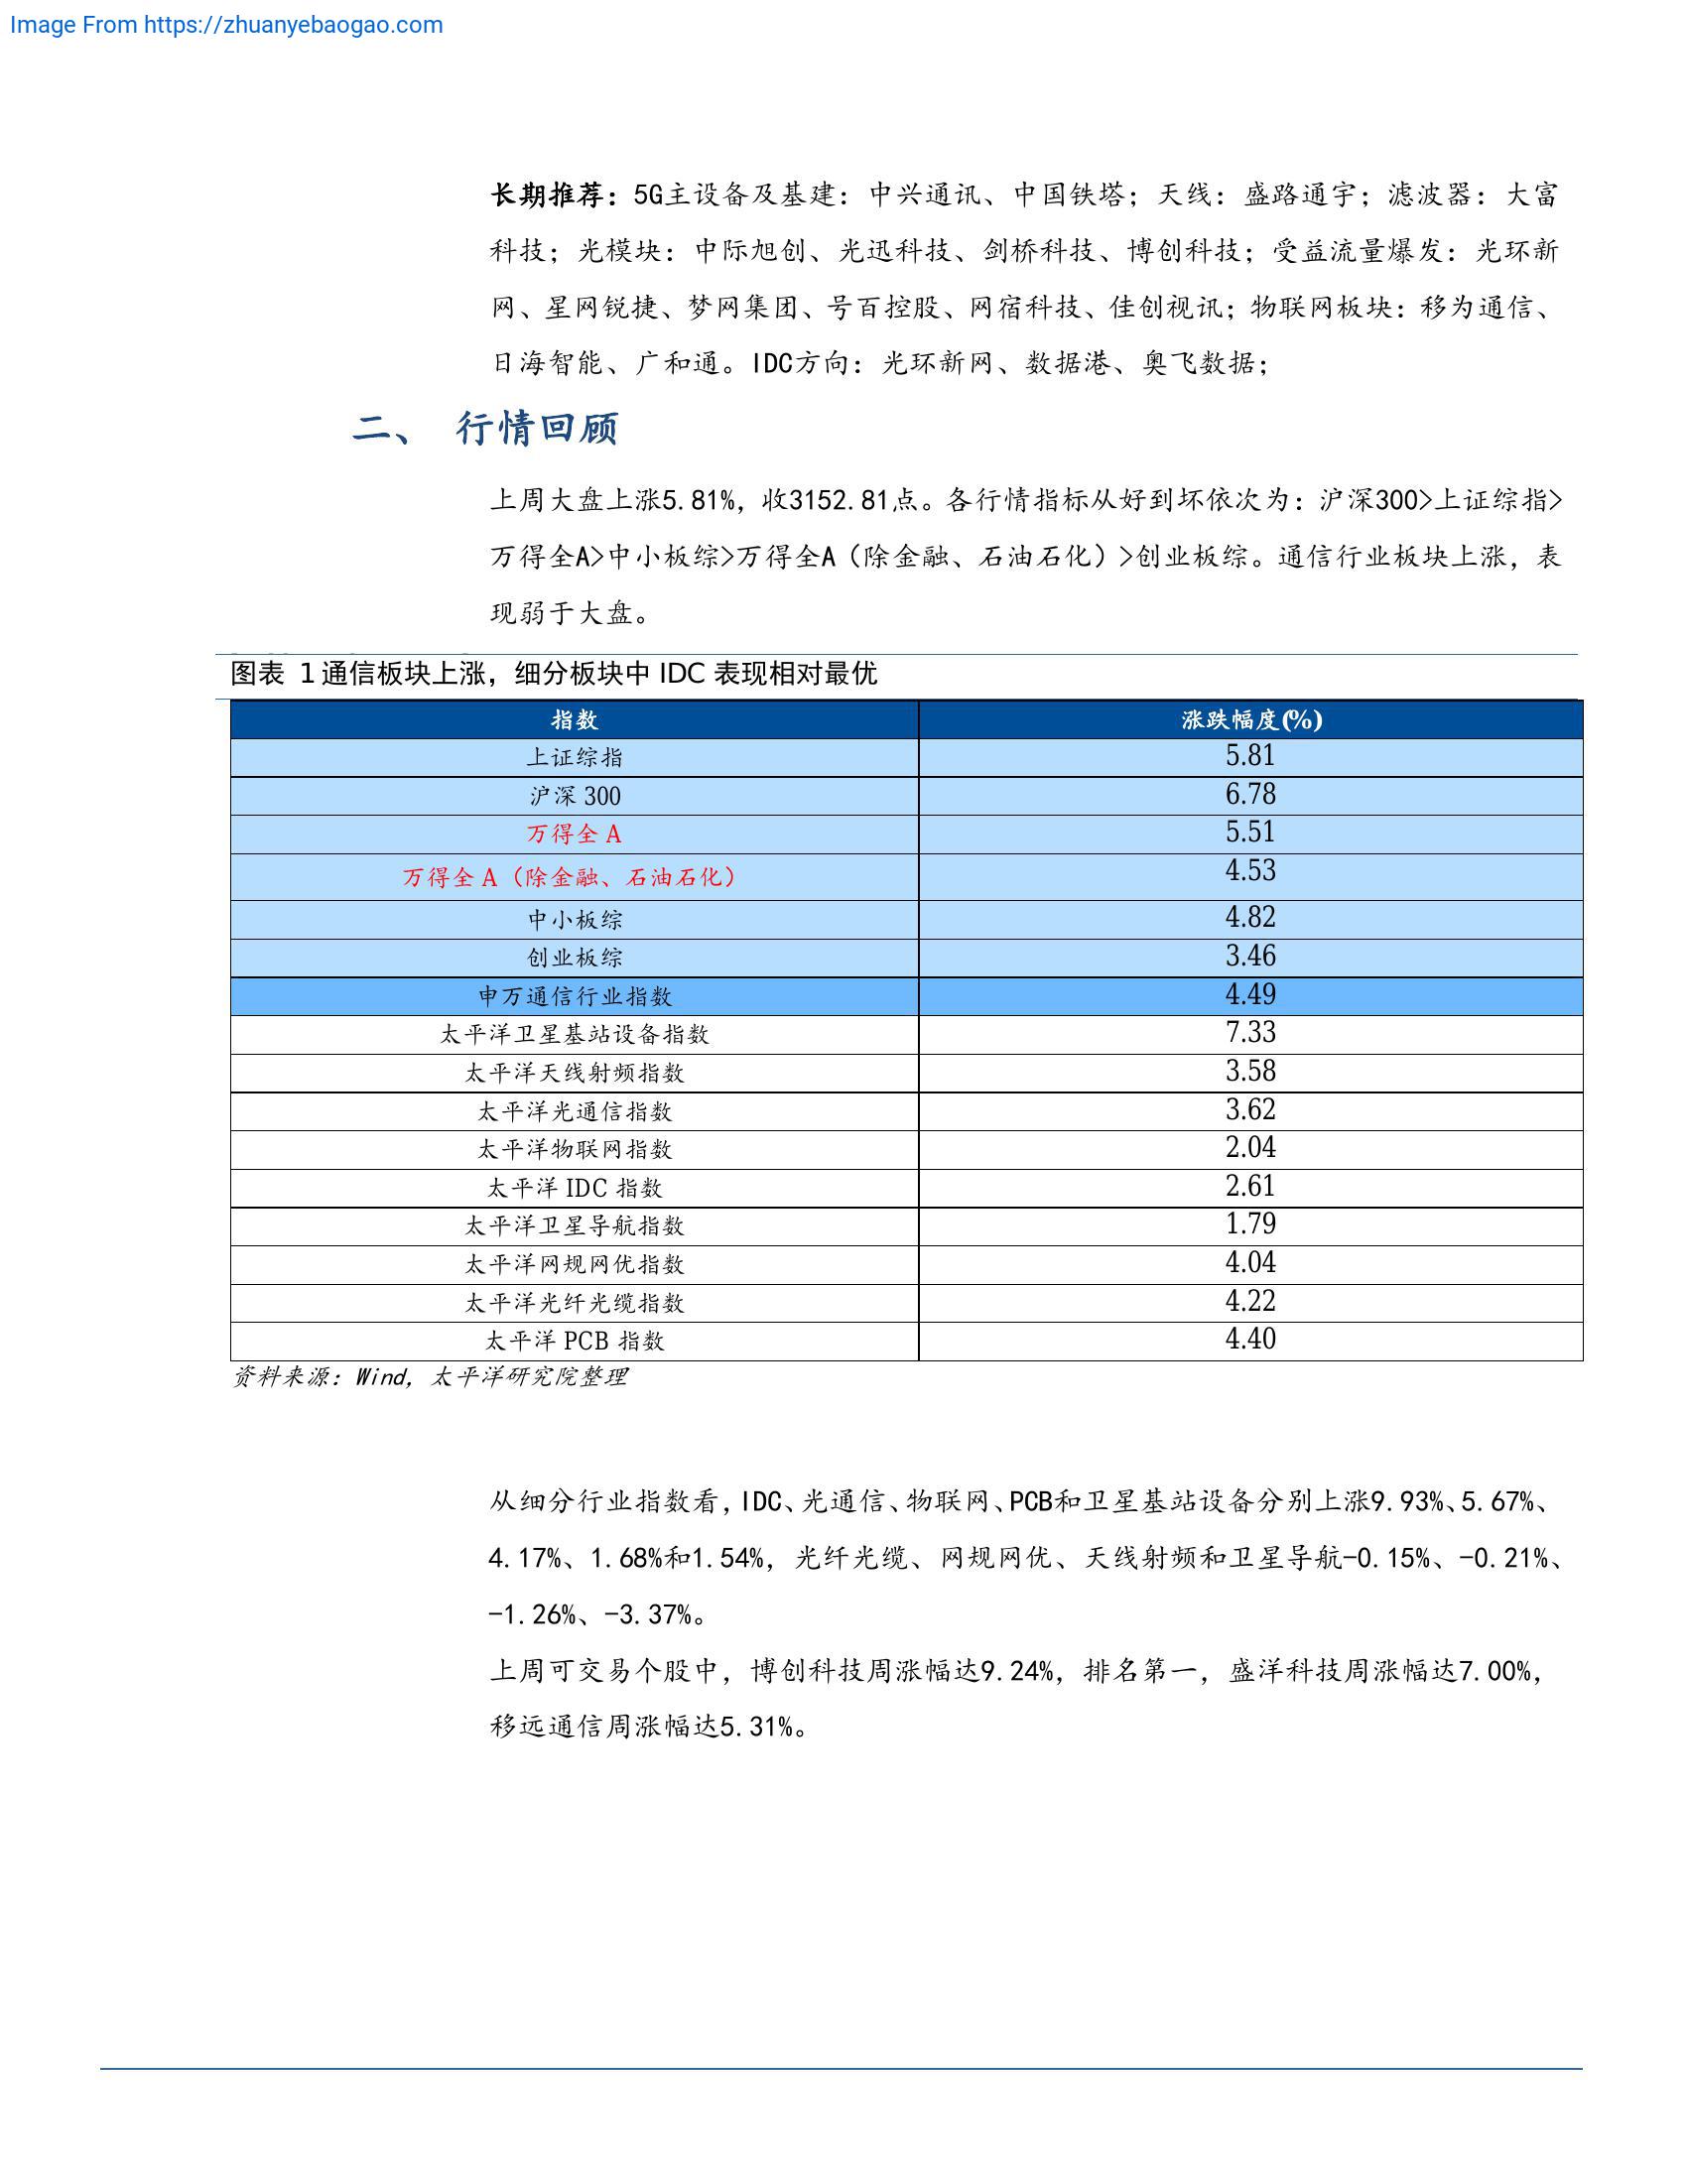 Image From https://zhuanyebaogao.com
长期推荐：5G主设备及基建：中兴通讯、中国铁塔；天线：盛路通宇；滤波器：大富
科技；光模块：中际旭创、光迅科技、剑桥科技、博创科技；受益流量爆发：光环新
网、星网锐捷、梦网集团、号百控股、网宿科技、佳创视讯；物联网板块：移为通信、
日海智能、广和通。IDC方向：光环新网、数据港、奥飞数据；
二、 行情回顾
上周大盘上涨5.81%，收3152.81点。各行情指标从好到坏依次为：沪深300>上证综指>
万得全A>中小板综>万得全A（除金融、石油石化）>创业板综。通信行业板块上涨，表
现弱于大盘。
图表 1 通信板块上涨，细分板块中 IDC 表现相对最优
指数 涨跌幅度(%)
上证综指 5.81
沪深 300 6.78
万得全 A 5.51
万得全 A（除金融、石油石化） 4.53
中小板综 4.82
创业板综 3.46
申万通信行业指数 4.49
太平洋卫星基站设备指数 7.33
太平洋天线射频指数 3.58
太平洋光通信指数 3.62
太平洋物联网指数 2.04
太平洋 IDC 指数 2.61
太平洋卫星导航指数 1.79
太平洋网规网优指数 4.04
太平洋光纤光缆指数 4.22
太平洋 PCB 指数 4.40
资料来源：Wind，太平洋研究院整理
从细分行业指数看，IDC、光通信、物联网、PCB和卫星基站设备分别上涨9.93%、5.67%、
4.17%、1.68%和1.54%，光纤光缆、网规网优、天线射频和卫星导航-0.15%、-0.21%、
-1.26%、-3.37%。
上周可交易个股中，博创科技周涨幅达9.24%，排名第一，盛洋科技周涨幅达7.00%，
移远通信周涨幅达5.31%。